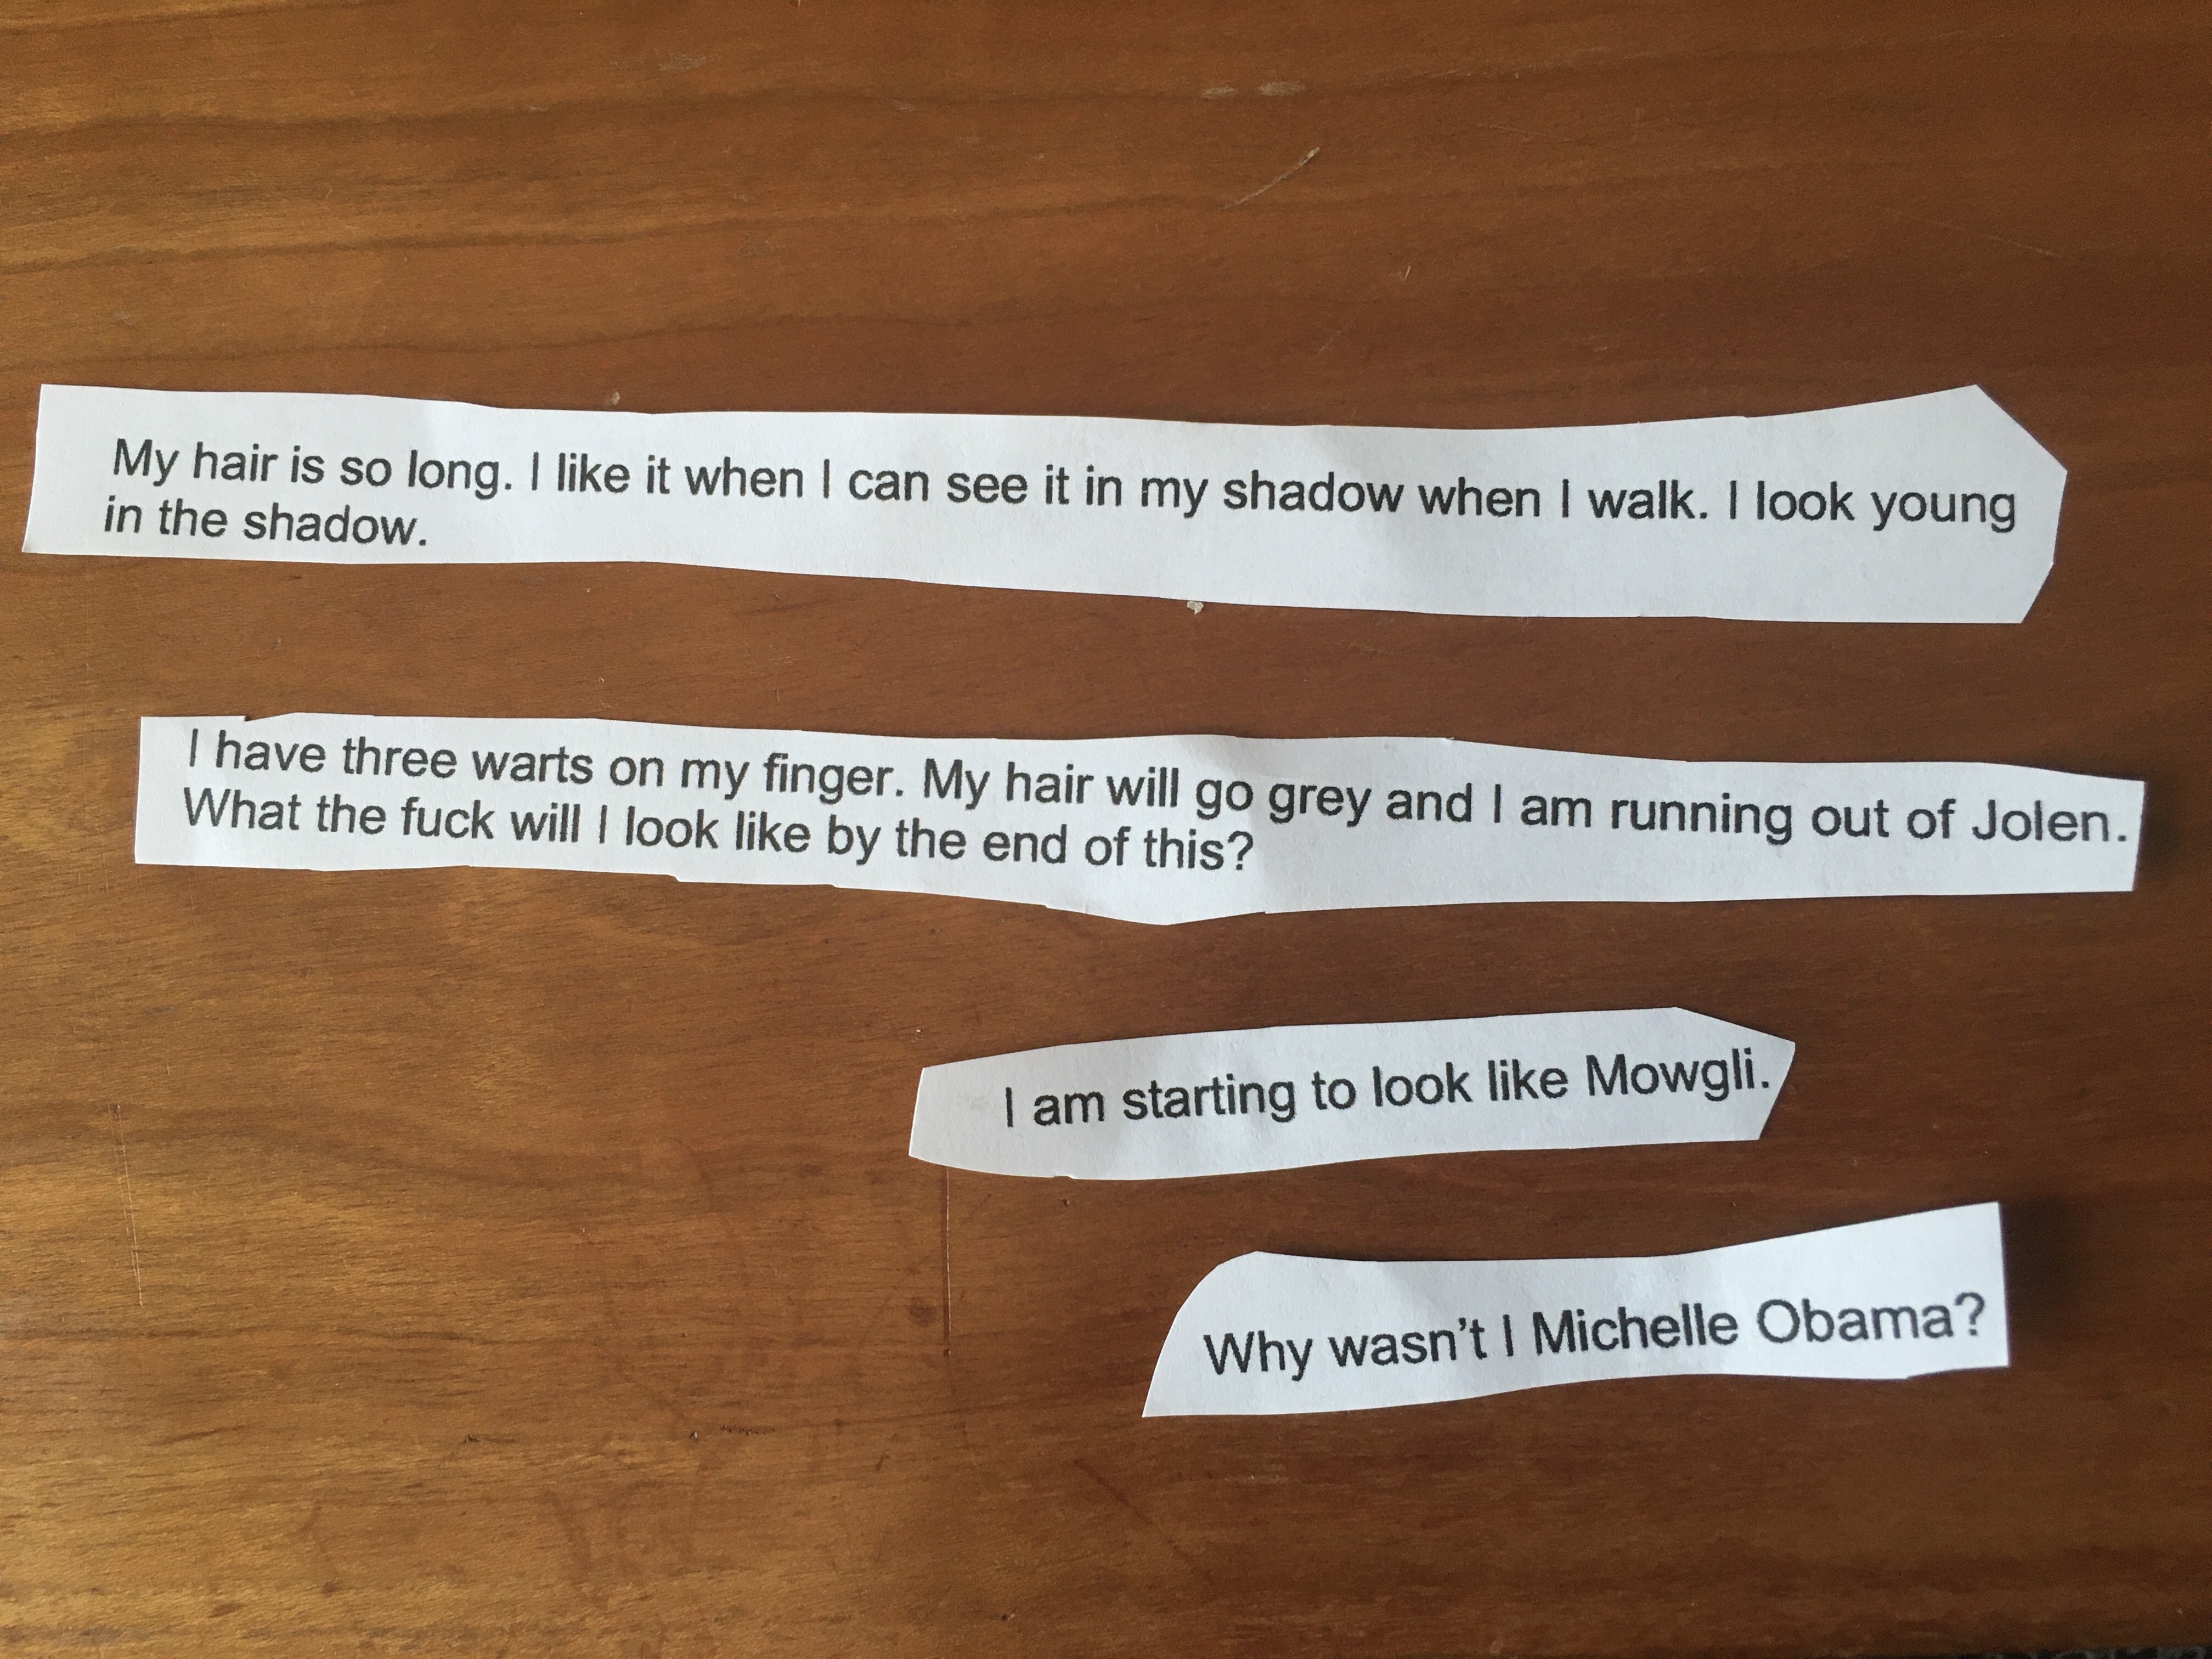 My hair is so long. I like it when I can see it in my shadow when I walk. I look young
in the shadow.
I have three warts on my finger. My hair will go grey and I am running out of Jolen.
What the fuck will I look like by the end of this?
I am starting to look like Mowgli.
Why wasn’t I Michelle Obama?